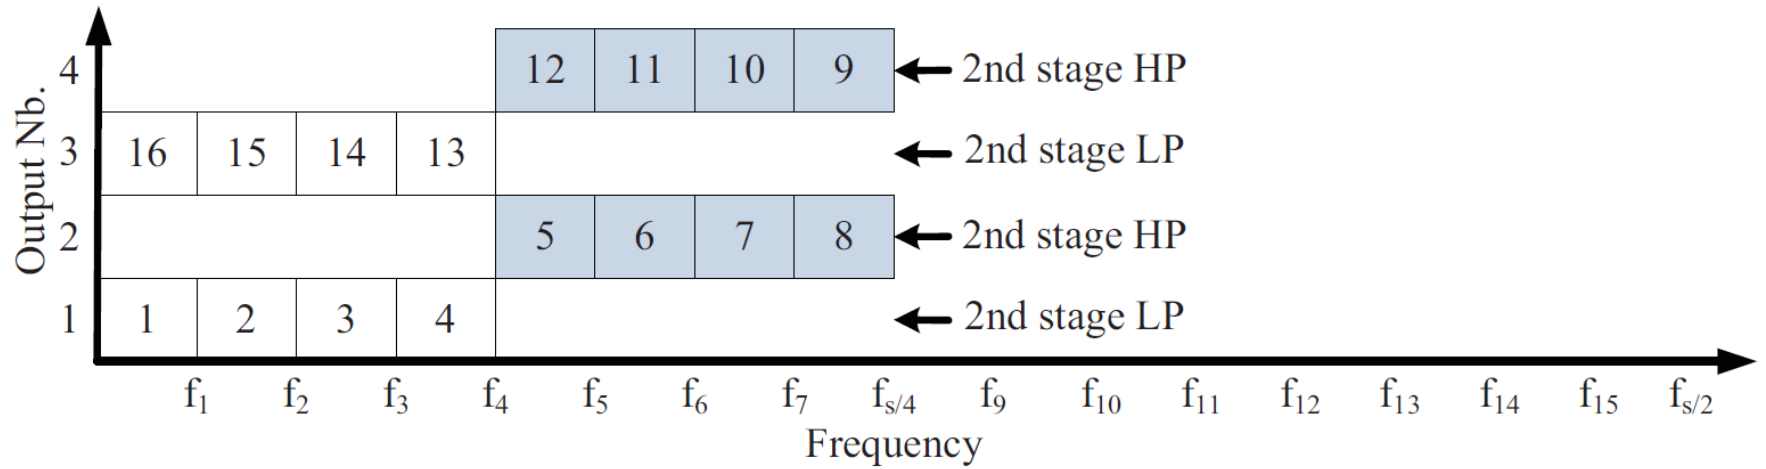 Output Nb.
4 12 11 10 9 2nd stage HP
3 16 15 14 13 2nd stage LP
2 5 6 7 8 2nd stage HP
1 1 2 3 4 2nd stage LP
f₁ f₂ f₃ f₄ f₅ f₆ f₇ fₛ/₄ f₉ f₁₀ f₁₁ f₁₂ f₁₃ f₁₄ f₁₅ fₛ/₂
Frequency